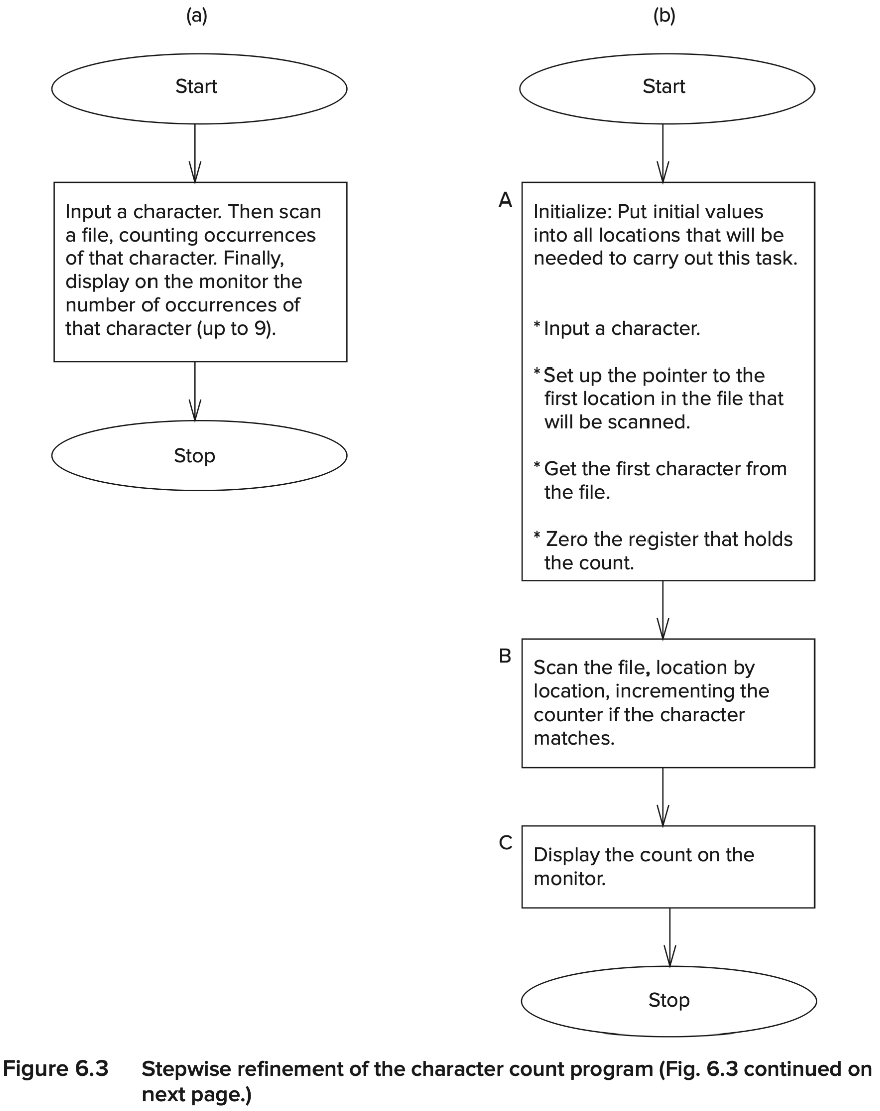 (a)
Start
Input a character. Then scan
a file, counting occurrences
of that character. Finally,
display on the monitor the
number of occurrences of
that character (up to 9).
Stop
(b)
Start
A
Initialize: Put initial values
into all locations that will be
needed to carry out this task.
* Input a character.
* Set up the pointer to the
first location in the file that
will be scanned.
* Get the first character from
the file.
* Zero the register that holds
the count.
B
Scan the file, location by
location, incrementing the
counter if the character
matches.
C
Display the count on the
monitor.
Stop
Figure 6.3 Stepwise refinement of the character count program (Fig. 6.3 continued on
next page.)